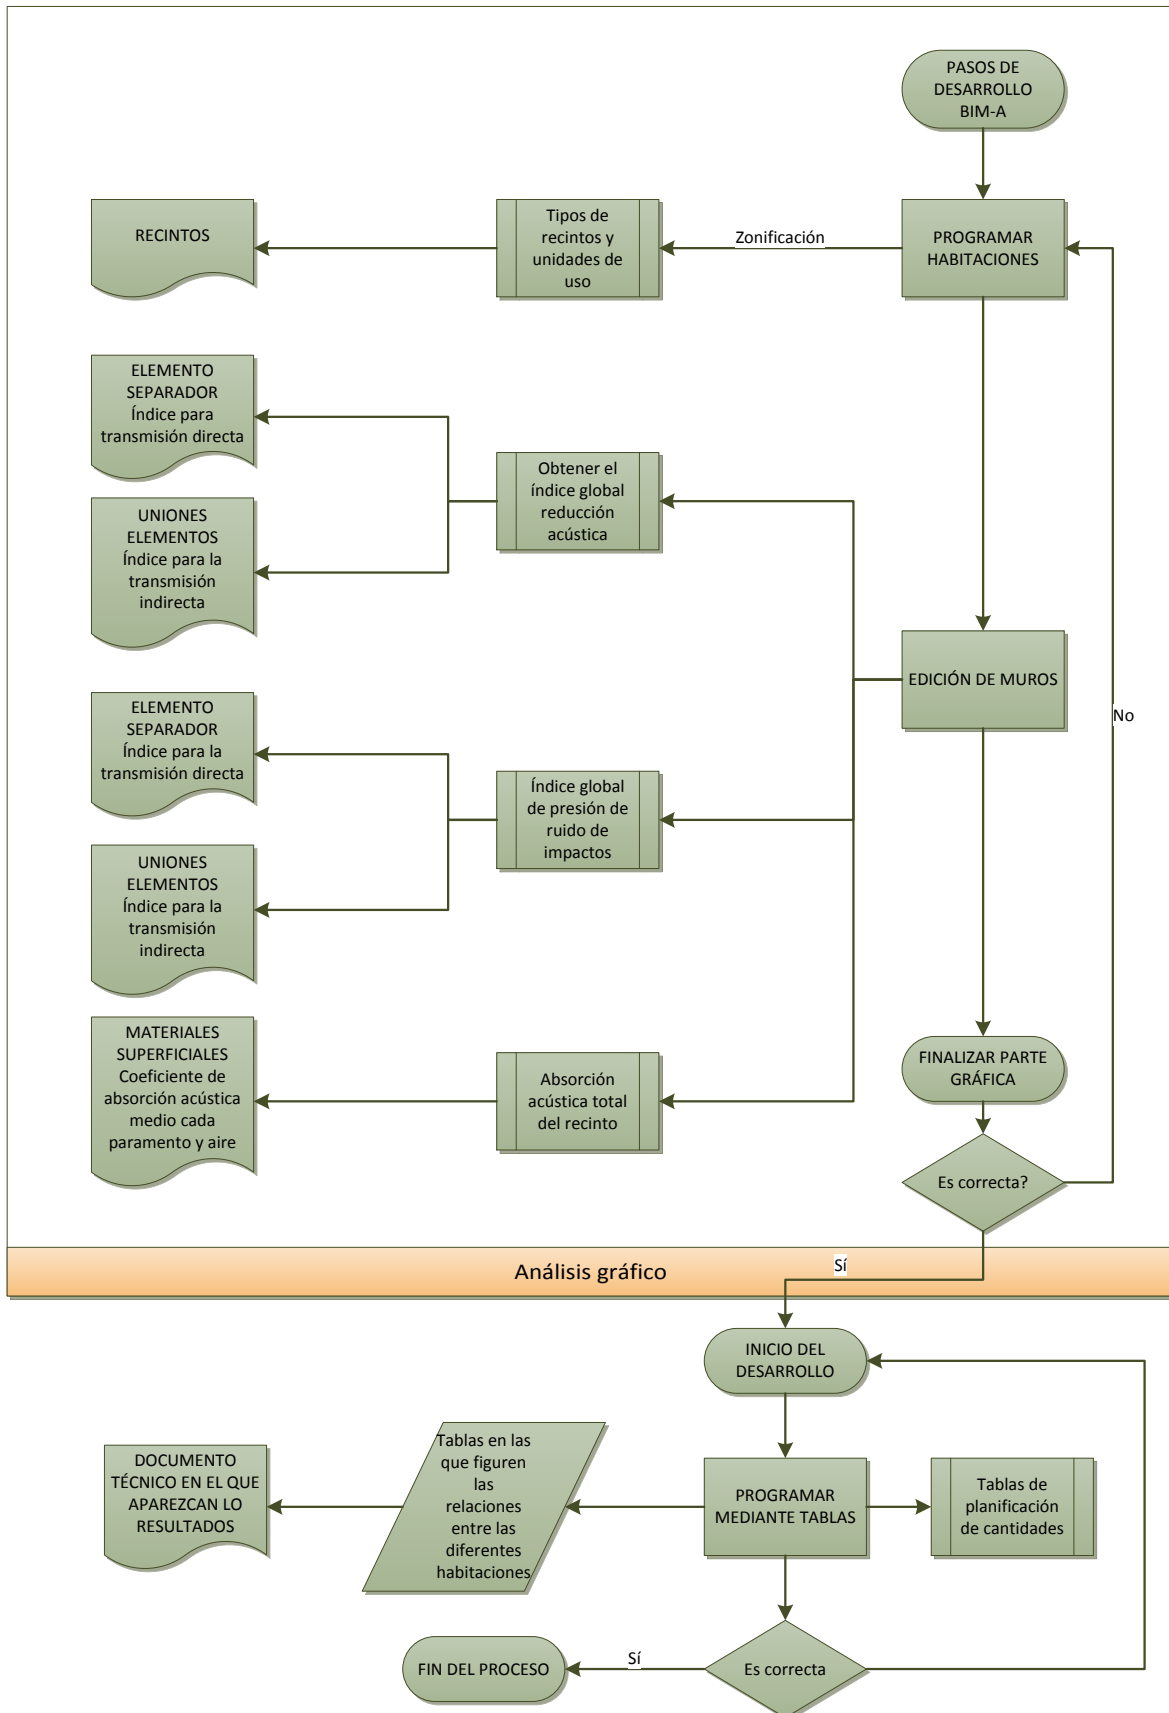 PASOS DE
DESARROLLO
BIM-A
RECINTOS
Tipos de
recintos y
unidades de
uso
Zonificación
PROGRAMAR
HABITACIONES
ELEMENTO
SEPARADOR
Índice para
transmisión directa
Obtener el
índice global
reducción
acústica
UNIONES
ELEMENTOS
Índice para la
transmisión
indirecta
EDICIÓN DE MUROS
No
ELEMENTO
SEPARADOR
Índice para la
transmisión directa
Índice global
de presión de
ruido de
impactos
UNIONES
ELEMENTOS
Índice para la
transmisión
indirecta
MATERIALES
SUPERFICIALES
Coeficiente de
absorción acústica
medio cada
paramento y aire
Absorción
acústica total
del recinto
FINALIZAR PARTE
GRÁFICA
Es correcta?
Análisis gráfico
Sí
INICIO DEL
DESARROLLO
DOCUMENTO
TÉCNICO EN EL QUE
APAREZCAN LO
RESULTADOS
Tablas en las
que figuren
las
relaciones
entre las
diferentes
habitaciones
PROGRAMAR
MEDIANTE TABLAS
Tablas de
planificación
de cantidades
FIN DEL PROCESO
Sí
Es correcta